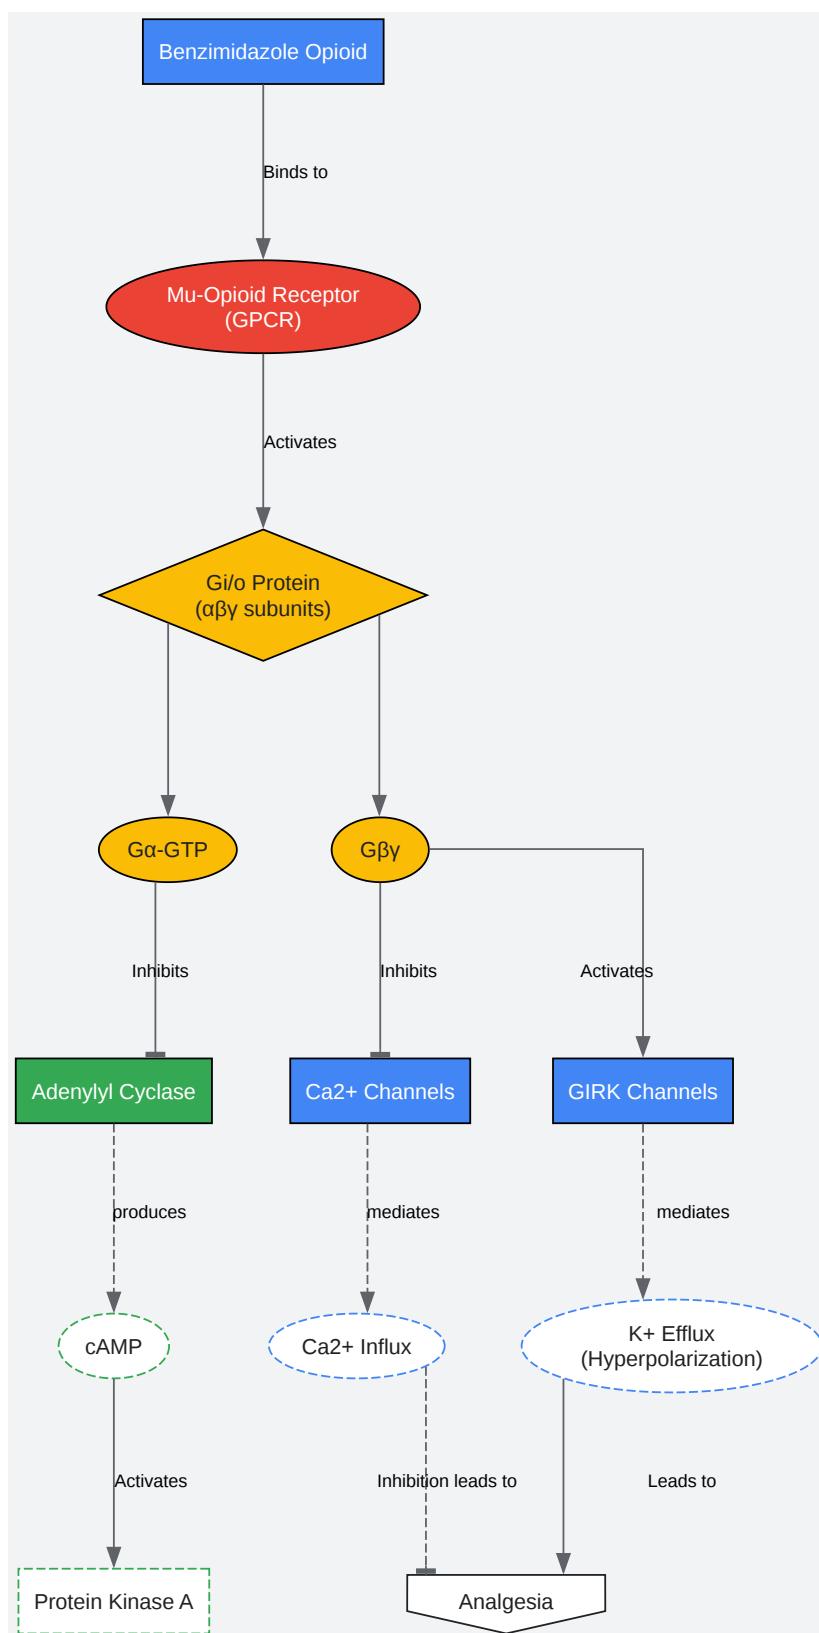 Benzimidazole Opioid
Binds to
Mu-Opioid Receptor
(GPCR)
Activates
Gi/o Protein
(αβγ subunits)
Gα-GTP
Gβγ
Inhibits
Inhibits
Activates
Adenylyl Cyclase
Ca2+ Channels
GIRK Channels
produces
mediates
mediates
cAMP
Ca2+ Influx
K+ Efflux
(Hyperpolarization)
Activates
Inhibition leads to
Leads to
Protein Kinase A
Analgesia